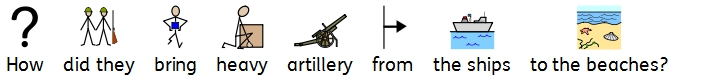 How did they bring heavy artillery from the ships to the beaches?